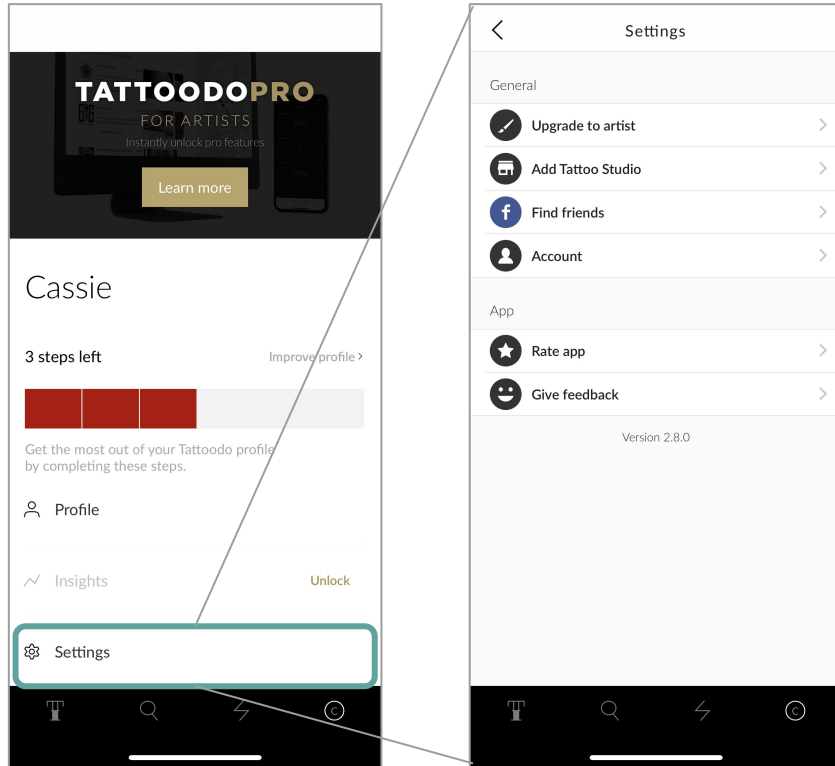 TATTOODOPRO
FOR ARTISTS
Instantly unlock pro features
Learn more
Cassie
3 steps left
Improve profile
Get the most out of your Tattoodo profile
by completing these steps.
Profile
Insights
Unlock
Settings
T
C
Settings
General
Upgrade to artist
Add Tattoo Studio
Find friends
Account
App
Rate app
Give feedback
Version 2.8.0
T
C